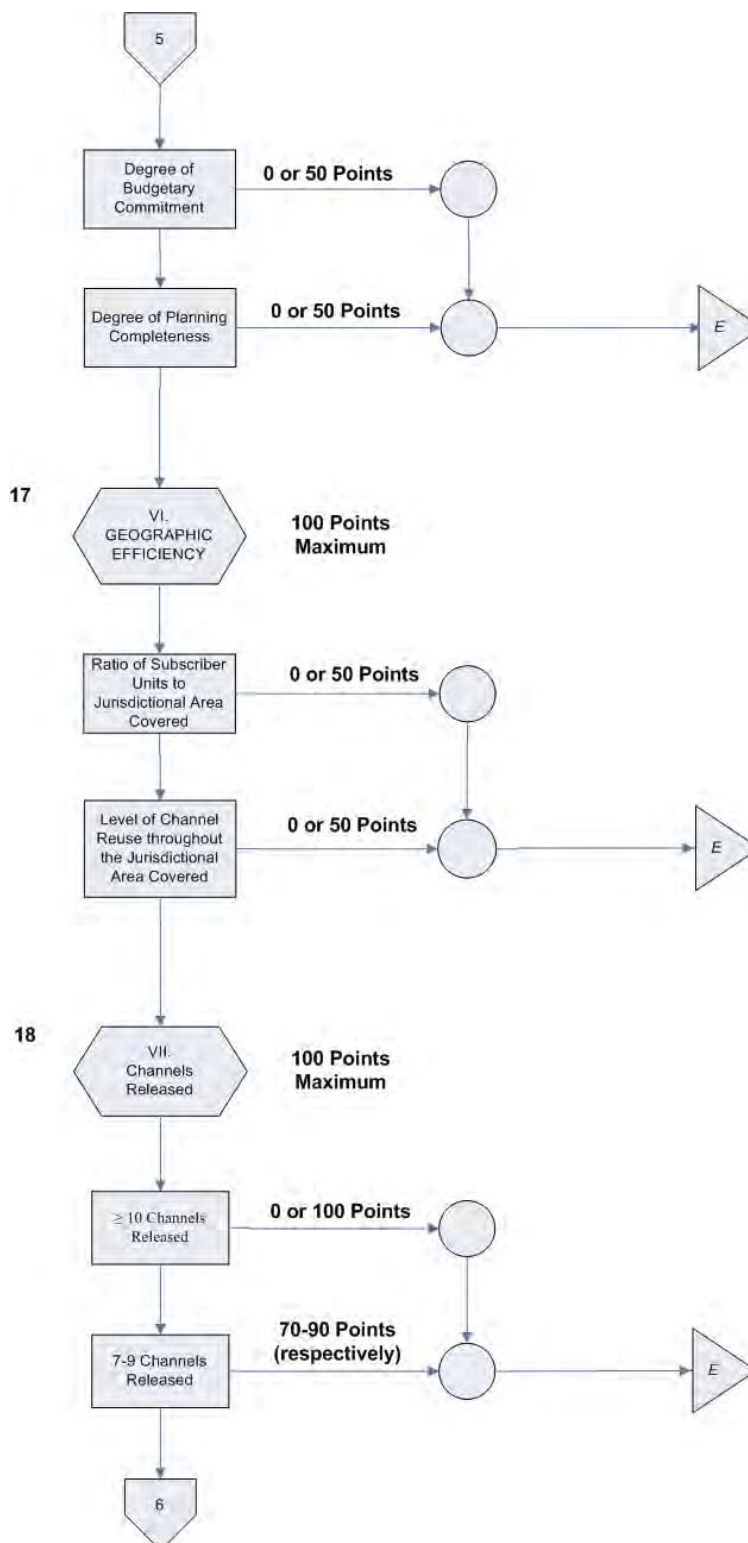 5
Degree of
Budgetary
Commitment
0 or 50 Points
Degree of Planning
Completeness
0 or 50 Points
E
17
VI.
GEOGRAPHIC
EFFICIENCY
100 Points
Maximum
Ratio of Subscriber
Units to
Jurisdictional Area
Covered
0 or 50 Points
Level of Channel
Reuse throughout
the Jurisdictional
Area Covered
0 or 50 Points
E
18
VII.
Channels
Released
100 Points
Maximum
≥ 10 Channels
Released
0 or 100 Points
7-9 Channels
Released
70-90 Points
(respectively)
E
6